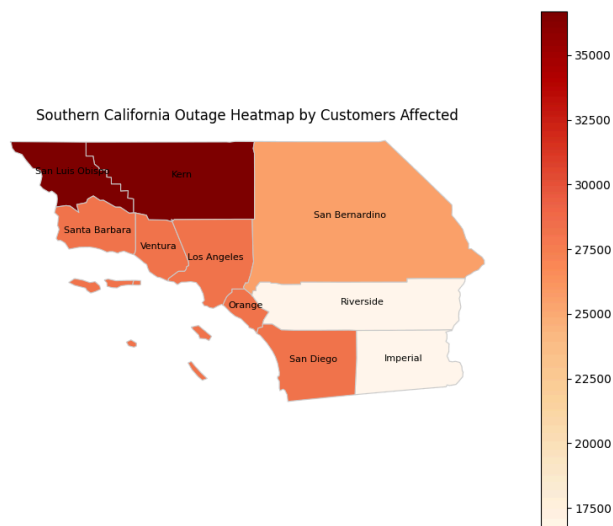 Southern California Outage Heatmap by Customers Affected
San Luis Obispo
Kern
Santa Barbara
Ventura
Los Angeles
San Bernardino
Orange
Riverside
San Diego
Imperial
35000
32500
30000
27500
25000
22500
20000
17500